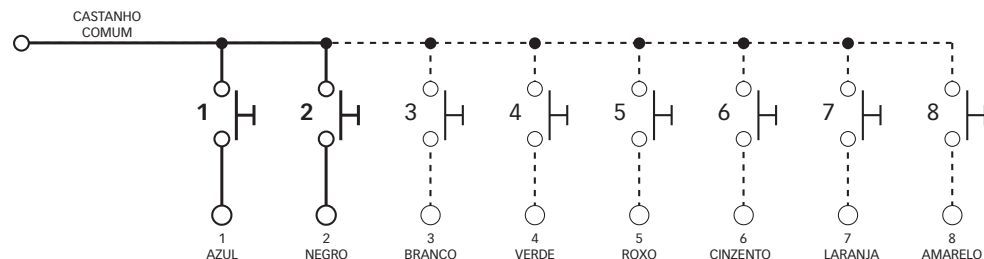 CASTANHO
COMUM
1 2 3 4 5 6 7 8
1 2 3 4 5 6 7 8
AZUL NEGRO BRANCO VERDE ROXO CINZENTO LARANJA AMARELO